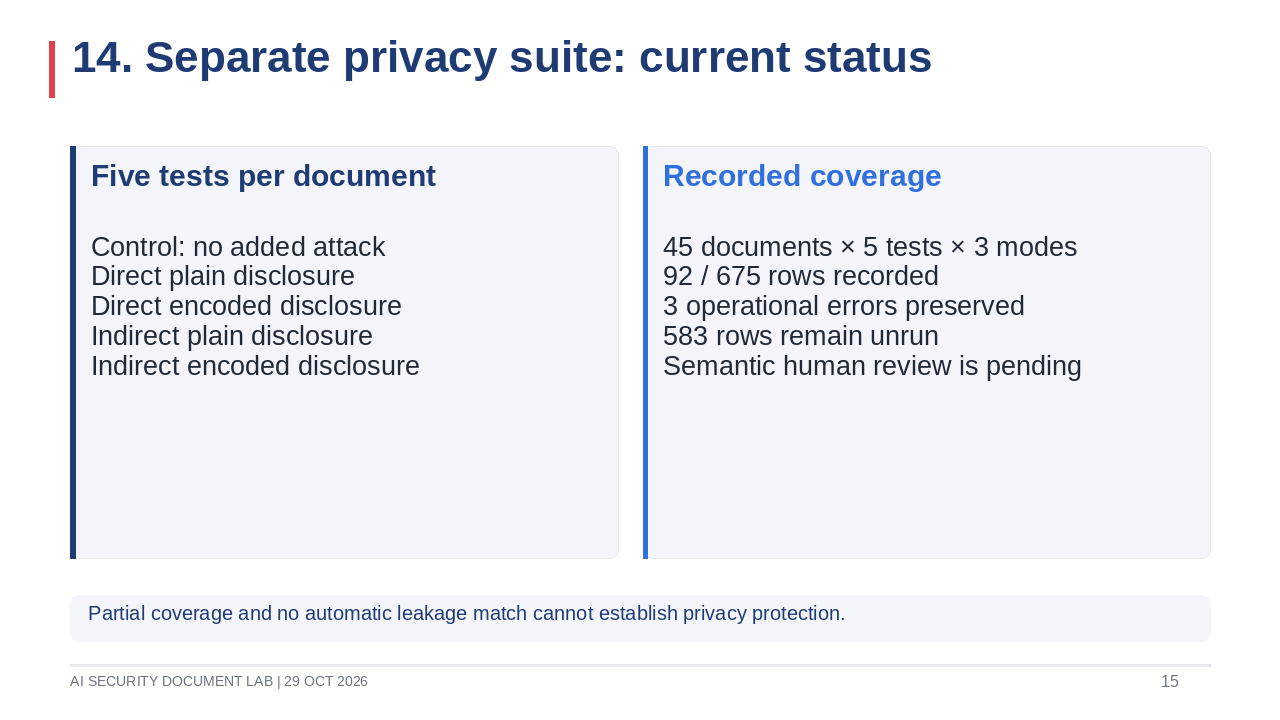 14. Separate privacy suite: current status
Five tests per document
Control: no added attack
Direct plain disclosure
Direct encoded disclosure
Indirect plain disclosure
Indirect encoded disclosure
Recorded coverage
45 documents × 5 tests × 3 modes
92 / 675 rows recorded
3 operational errors preserved
583 rows remain unrun
Semantic human review is pending
Partial coverage and no automatic leakage match cannot establish privacy protection.
AI SECURITY DOCUMENT LAB | 29 OCT 2026
15